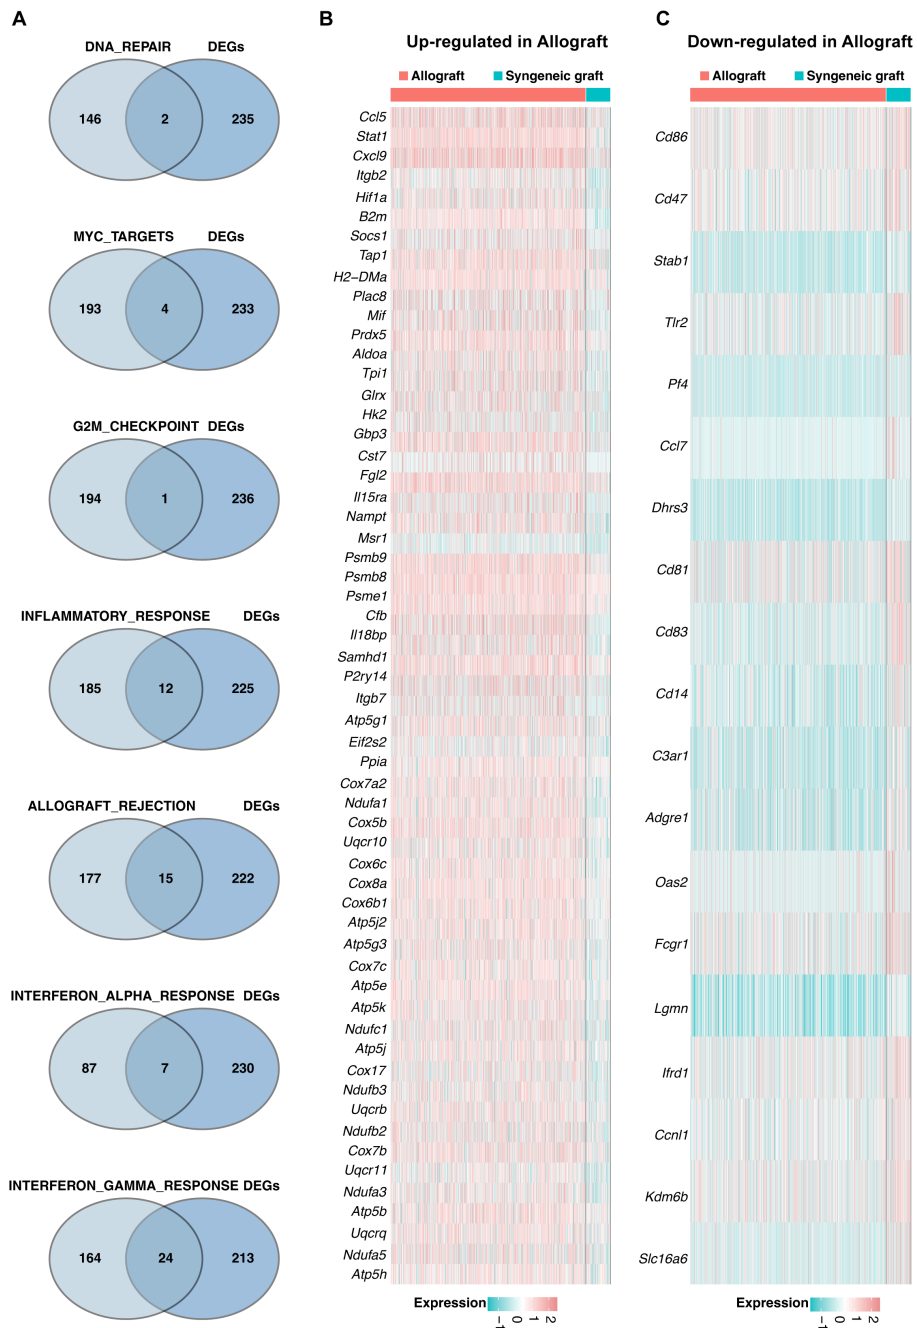 A
DNA_REPAIR DEGs
146 2 235
MYC_TARGETS DEGs
193 4 233
G2M_CHECKPOINT DEGs
194 1 236
INFLAMMATORY_RESPONSE DEGs
185 12 225
ALLOGRAFT_REJECTION DEGs
177 15 222
INTERFERON_ALPHA_RESPONSE DEGs
87 7 230
INTERFERON_GAMMA_RESPONSE DEGs
164 24 213
B
Up-regulated in Allograft
Allograft Syngeneic graft
Ccl5
Stat1
Cxcl9
Itgb2
Hif1a
B2m
Socs1
Tap1
H2−DMa
Plac8
Mif
Prdx5
Aldoa
Tpi1
Glrx
Hk2
Gbp3
Cst7
Fgl2
Il15ra
Nampt
Msr1
Psmb9
Psmb8
Psme1
Cfb
Il18bp
Samhd1
P2ry14
Itgb7
Atp5g1
Eif2s2
Ppia
Cox7a2
Ndufa1
Cox5b
Uqcr10
Cox6c
Cox8a
Cox6b1
Atp5j2
Atp5g3
Cox7c
Atp5e
Atp5k
Ndufc1
Atp5j
Cox17
Ndufb3
Uqcrb
Ndufb2
Cox7b
Uqcr11
Ndufa3
Atp5b
Uqcrq
Ndufa5
Atp5h
Expression
−1 0 1 2
C
Down-regulated in Allograft
Allograft Syngeneic graft
Cd86
Cd47
Stab1
Tlr2
Pf4
Ccl7
Dhrs3
Cd81
Cd83
Cd14
C3ar1
Adgre1
Oas2
Fcgr1
Lgmn
Ifrd1
Ccnl1
Kdm6b
Slc16a6
Expression
−1 0 1 2